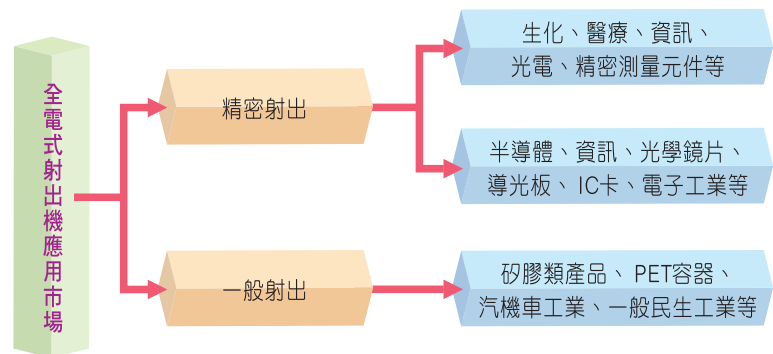 全電式射出機應用市場
精密射出
生化、醫療、資訊、
光電、精密測量元件等
半導體、資訊、光學鏡片、
導光板、IC卡、電子工業等
一般射出
矽膠類產品、PET容器、
汽機車工業、一般民生工業等